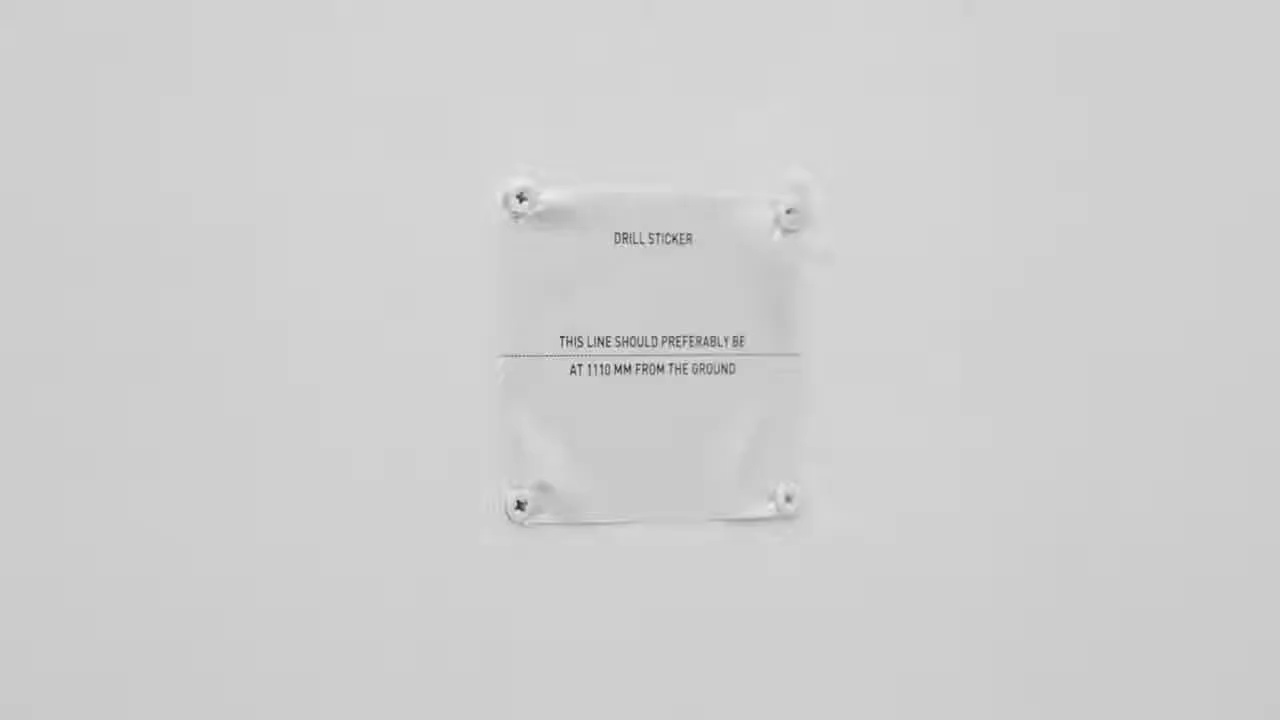 DRILL STICKER
THIS LINE SHOULD PREFERABLY BE
AT 1110 MM FROM THE GROUND